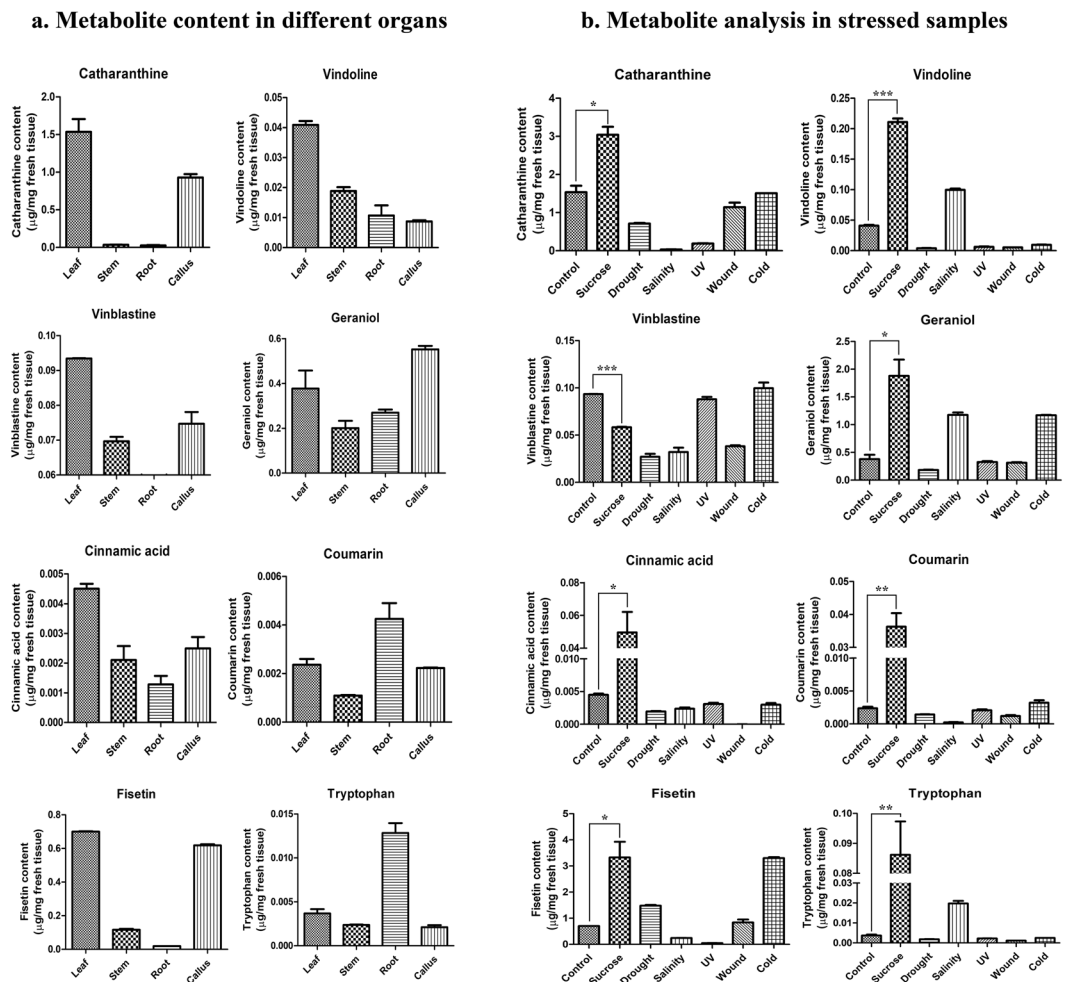 a. Metabolite content in different organs
Catharanthine
Catharanthine content
(μg/mg fresh tissue)
2.0
1.5
1.0
0.5
0.0
Leaf
Stem
Root
Callus
Vindoline
Vindoline content
(μg/mg fresh tissue)
0.05
0.04
0.03
0.02
0.010
0.00
Leaf
Stem
Root
Callus
Vinblastine
Vinblastine content
(μg/mg fresh tissue)
0.10
0.09
0.08
0.07
0.06
Leaf
Stem
Root
Callus
Geraniol
Geraniol content
(μg/mg fresh tissue)
0.6
0.4
0.2
0.0
Leaf
Stem
Root
Callus
Cinnamic acid
Cinnamic acid content
(μg/mg fresh tissue)
0.005
0.004
0.003
0.002
0.001
0.000
Leaf
Stem
Root
Callus
Coumarin
Coumarin content
(μg/mg fresh tissue)
0.006
0.004
0.002
0.000
Leaf
Stem
Root
Callus
Fisetin
Fisetin content
(μg/mg fresh tissue)
0.8
0.6
0.4
0.2
0.0
Leaf
Stem
Root
Callus
Tryptophan
Tryptophan content
(μg/mg fresh tissue)
0.015
0.010
0.005
0.000
Leaf
Stem
Root
Callus
b. Metabolite analysis in stressed samples
Catharanthine
Catharanthine content
(μg/mg fresh tissue)
4
3
2
1
0
*
Control
Sucrose
Drought
Salinity
UV
Wound
Cold
Vindoline
Vindoline content
(μg/mg fresh tissue)
0.25
0.20
0.15
0.10
0.05
0.00
***
Control
Sucrose
Drought
Salinity
UV
Wound
Cold
Vinblastine
Vinblastine content
(μg/mg fresh tissue)
0.15
0.10
0.05
0.00
***
Control
Sucrose
Drought
Salinity
UV
Wound
Cold
Geraniol
Geraniol content
(μg/mg fresh tissue)
2.5
2.0
1.5
1.0
0.5
0.0
*
Control
Sucrose
Drought
Salinity
UV
Wound
Cold
Cinnamic acid
Cinnamic acid content
(μg/mg fresh tissue)
0.08
0.06
0.04
0.010
0.005
0.000
*
Control
Sucrose
Drought
Salinity
UV
Wound
Cold
Coumarin
Coumarin content
(μg/mg fresh tissue)
0.05
0.04
0.03
0.010
0.005
0.000
**
Control
Sucrose
Drought
Salinity
UV
Wound
Cold
Fisetin
Fisetin content
(μg/mg fresh tissue)
5
4
3
2
1
0
*
Control
Sucrose
Drought
Salinity
UV
Wound
Cold
Tryptophan
Tryptophan content
(μg/mg fresh tissue)
0.10
0.09
0.08
0.03
0.02
0.01
0.00
**
Control
Sucrose
Drought
Salinity
UV
Wound
Cold